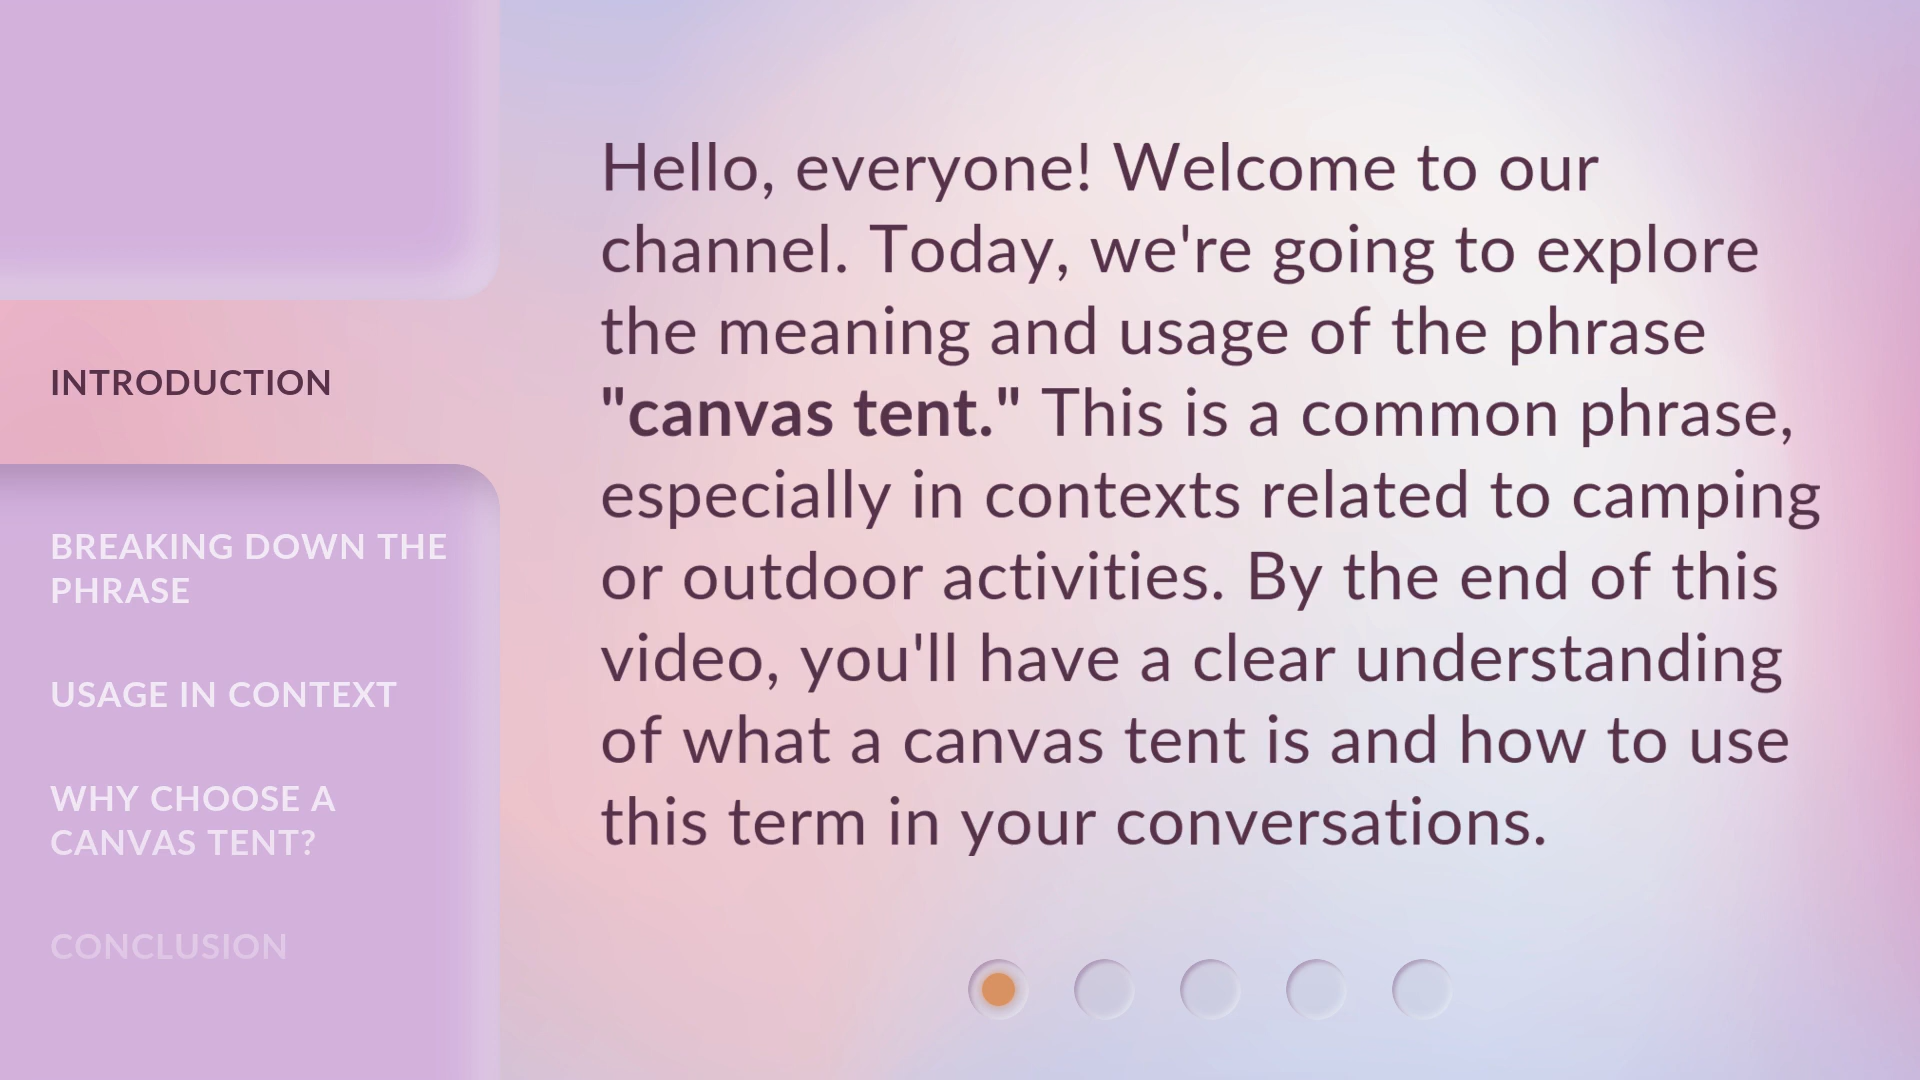 INTRODUCTION
BREAKING DOWN THE
PHRASE
USAGE IN CONTEXT
WHY CHOOSE A
CANVAS TENT?
CONCLUSION
Hello, everyone! Welcome to our
channel. Today, we're going to explore
the meaning and usage of the phrase
"canvas tent." This is a common phrase,
especially in contexts related to camping
or outdoor activities. By the end of this
video, you'll have a clear understanding
of what a canvas tent is and how to use
this term in your conversations.